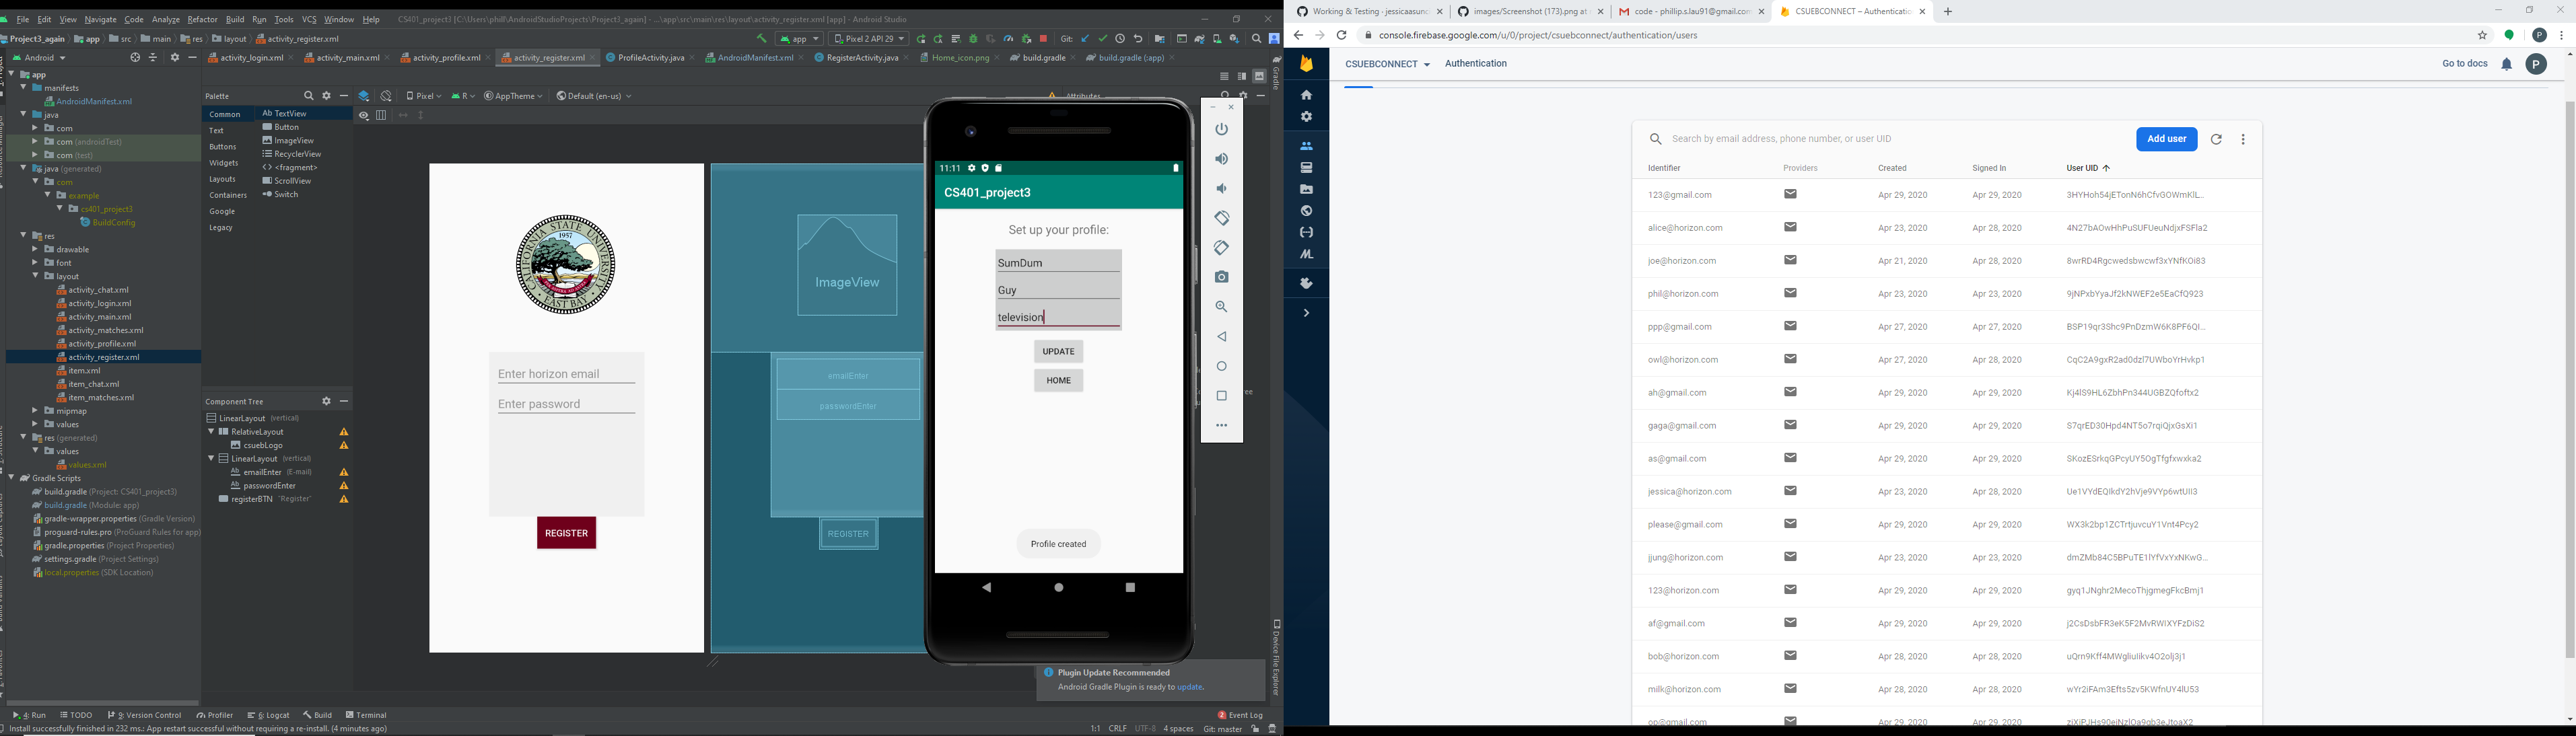 File Edit View Navigate Code Analyze Refactor Build Run Tools VCS Window Help CS401_project3 [C:\Users\phill\AndroidStudioProjects\Project3_again] - ...\app\src\main\res\layout\activity_register.xml [app] - Android Studio
Project3_again app src main res layout activity_register.xml
app Pixel 2 API 29 Git:
Android
activity_login.xml activity_main.xml activity_profile.xml activity_register.xml ProfileActivity.java AndroidManifest.xml RegisterActivity.java Home_icon.png build.gradle build.gradle (:app)
app
manifests
AndroidManifest.xml
java
com
com (androidTest)
com (test)
java (generated)
com
example
cs401_project3
BuildConfig
res
drawable
font
layout
activity_chat.xml
activity_login.xml
activity_main.xml
activity_matches.xml
activity_profile.xml
activity_register.xml
item.xml
item_chat.xml
item_matches.xml
mipmap
values
res (generated)
values
values.xml
Gradle Scripts
build.gradle (Project: CS401_project3)
build.gradle (Module: app)
gradle-wrapper.properties (Gradle Version)
proguard-rules.pro (ProGuard Rules for app)
gradle.properties (Project Properties)
settings.gradle (Project Settings)
local.properties (SDK Location)
Palette
Common
Text
Buttons
Widgets
Layouts
Containers
Google
Legacy
Ab TextView
Button
ImageView
RecyclerView
<fragment>
ScrollView
Switch
Component Tree
LinearLayout (vertical)
RelativeLayout
csuebLogo
LinearLayout (vertical)
Ab emailEnter (E-mail)
Ab passwordEnter
registerBTN "Register"
Pixel R AppTheme Default (en-us)
Attributes
Gradle
Device File Explorer
CALIFORNIA STATE UNIVERSITY
1957
EAST BAY
Enter horizon email
Enter password
REGISTER
ImageView
emailEnter
passwordEnter
REGISTER
11:11
CS401_project3
Set up your profile:
SumDum
Guy
television
UPDATE
HOME
Profile created
Plugin Update Recommended
Android Gradle Plugin is ready to update.
4: Run TODO 9: Version Control Profiler 6: Logcat Build Terminal
2 Event Log
Install successfully finished in 232 ms.: App restart successful without requiring a re-install. (4 minutes ago)
1:1 CRLF UTF-8 4 spaces Git: master
Working & Testing · jessicaasunc
images/Screenshot (173).png at
code - phillip.s.lau91@gmail.com
CSUEBCONNECT – Authenticatio
console.firebase.google.com/u/0/project/csuebconnect/authentication/users
P
CSUEBCONNECT Authentication
Go to docs
P
Search by email address, phone number, or user UID
Add user
Identifier Providers Created Signed In User UID
123@gmail.com Apr 29, 2020 Apr 29, 2020
alice@horizon.com Apr 23, 2020 Apr 28, 2020
joe@horizon.com Apr 21, 2020 Apr 28, 2020
phil@horizon.com Apr 23, 2020 Apr 23, 2020
ppp@gmail.com Apr 27, 2020 Apr 27, 2020
owl@horizon.com Apr 27, 2020 Apr 28, 2020
ah@gmail.com Apr 29, 2020 Apr 29, 2020
gaga@gmail.com Apr 29, 2020 Apr 29, 2020
as@gmail.com Apr 29, 2020 Apr 29, 2020
jessica@horizon.com Apr 23, 2020 Apr 28, 2020
please@gmail.com Apr 29, 2020 Apr 29, 2020
jjung@horizon.com Apr 23, 2020 Apr 23, 2020
123@horizon.com Apr 29, 2020 Apr 29, 2020
af@gmail.com Apr 29, 2020 Apr 29, 2020
bob@horizon.com Apr 28, 2020 Apr 28, 2020
milk@horizon.com Apr 28, 2020 Apr 28, 2020
op@gmail.com Apr 29, 2020 Apr 29, 2020